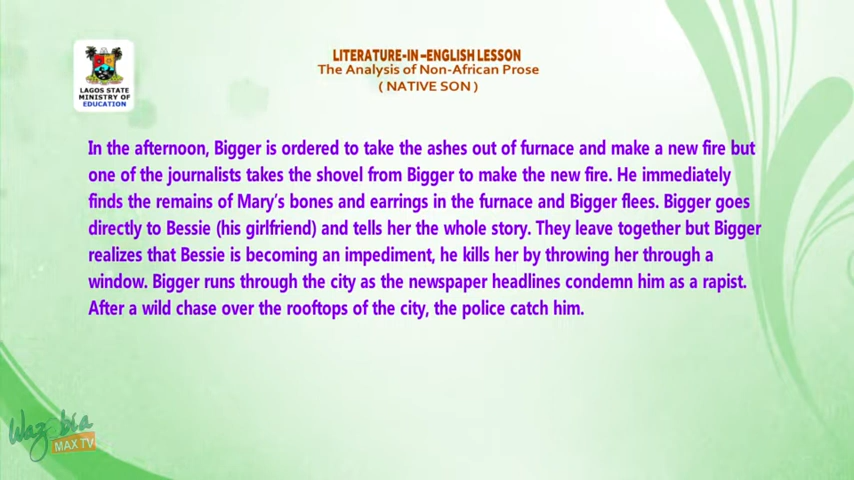 LITERATURE-IN-ENGLISH LESSON
The Analysis of Non-African Prose
( NATIVE SON )
LAGOS STATE
MINISTRY OF
EDUCATION
In the afternoon, Bigger is ordered to take the ashes out of furnace and make a new fire but
one of the journalists takes the shovel from Bigger to make the new fire. He immediately
finds the remains of Mary's bones and earrings in the furnace and Bigger flees. Bigger goes
directly to Bessie (his girlfriend) and tells her the whole story. They leave together but Bigger
realizes that Bessie is becoming an impediment, he kills her by throwing her through a
window. Bigger runs through the city as the newspaper headlines condemn him as a rapist.
After a wild chase over the rooftops of the city, the police catch him.
Wazobia
MAX TV